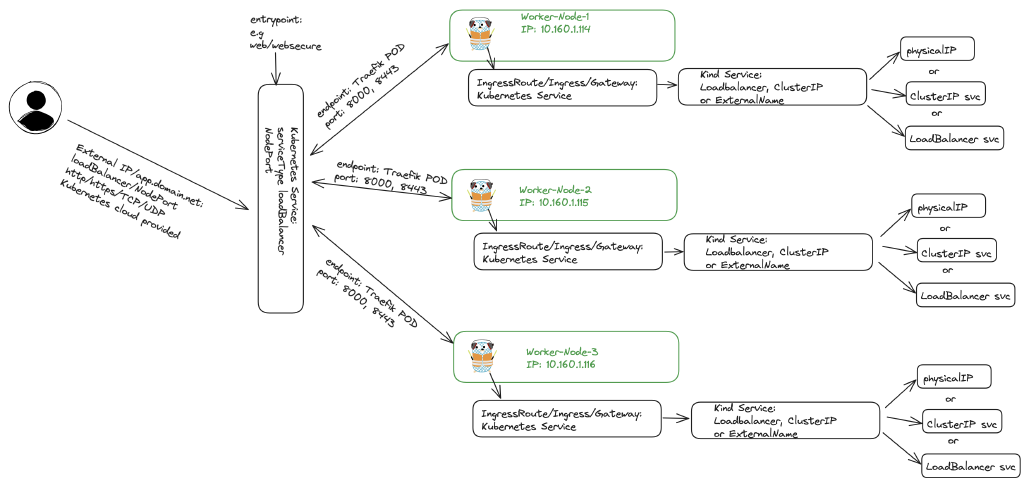 entrypoint:
e.g
web/websecure
External IP/app.domain.net:
loadBalancer/NodePort
http/https/TCP/UDP
Kubernetes cloud provided
Kubernetes Service:
serviceType loadBalancer
NodePort
endpoint: Traefik POD
port: 8000, 8443
Worker-Node-1
IP: 10.160.1.114
IngressRoute/Ingress/Gateway:
Kubernetes Service
Kind Service:
Loadbalancer, ClusterIP
or ExternalName
physicalIP
or
ClusterIP svc
or
LoadBalancer svc
endpoint: Traefik POD
port: 8000, 8443
Worker-Node-2
IP: 10.160.1.115
IngressRoute/Ingress/Gateway:
Kubernetes Service
Kind Service:
Loadbalancer, ClusterIP
or ExternalName
physicalIP
or
ClusterIP svc
or
LoadBalancer svc
endpoint: Traefik POD
port: 8000, 8443
Worker-Node-3
IP: 10.160.1.116
IngressRoute/Ingress/Gateway:
Kubernetes Service
Kind Service:
Loadbalancer, ClusterIP
or ExternalName
physicalIP
or
ClusterIP svc
or
LoadBalancer svc